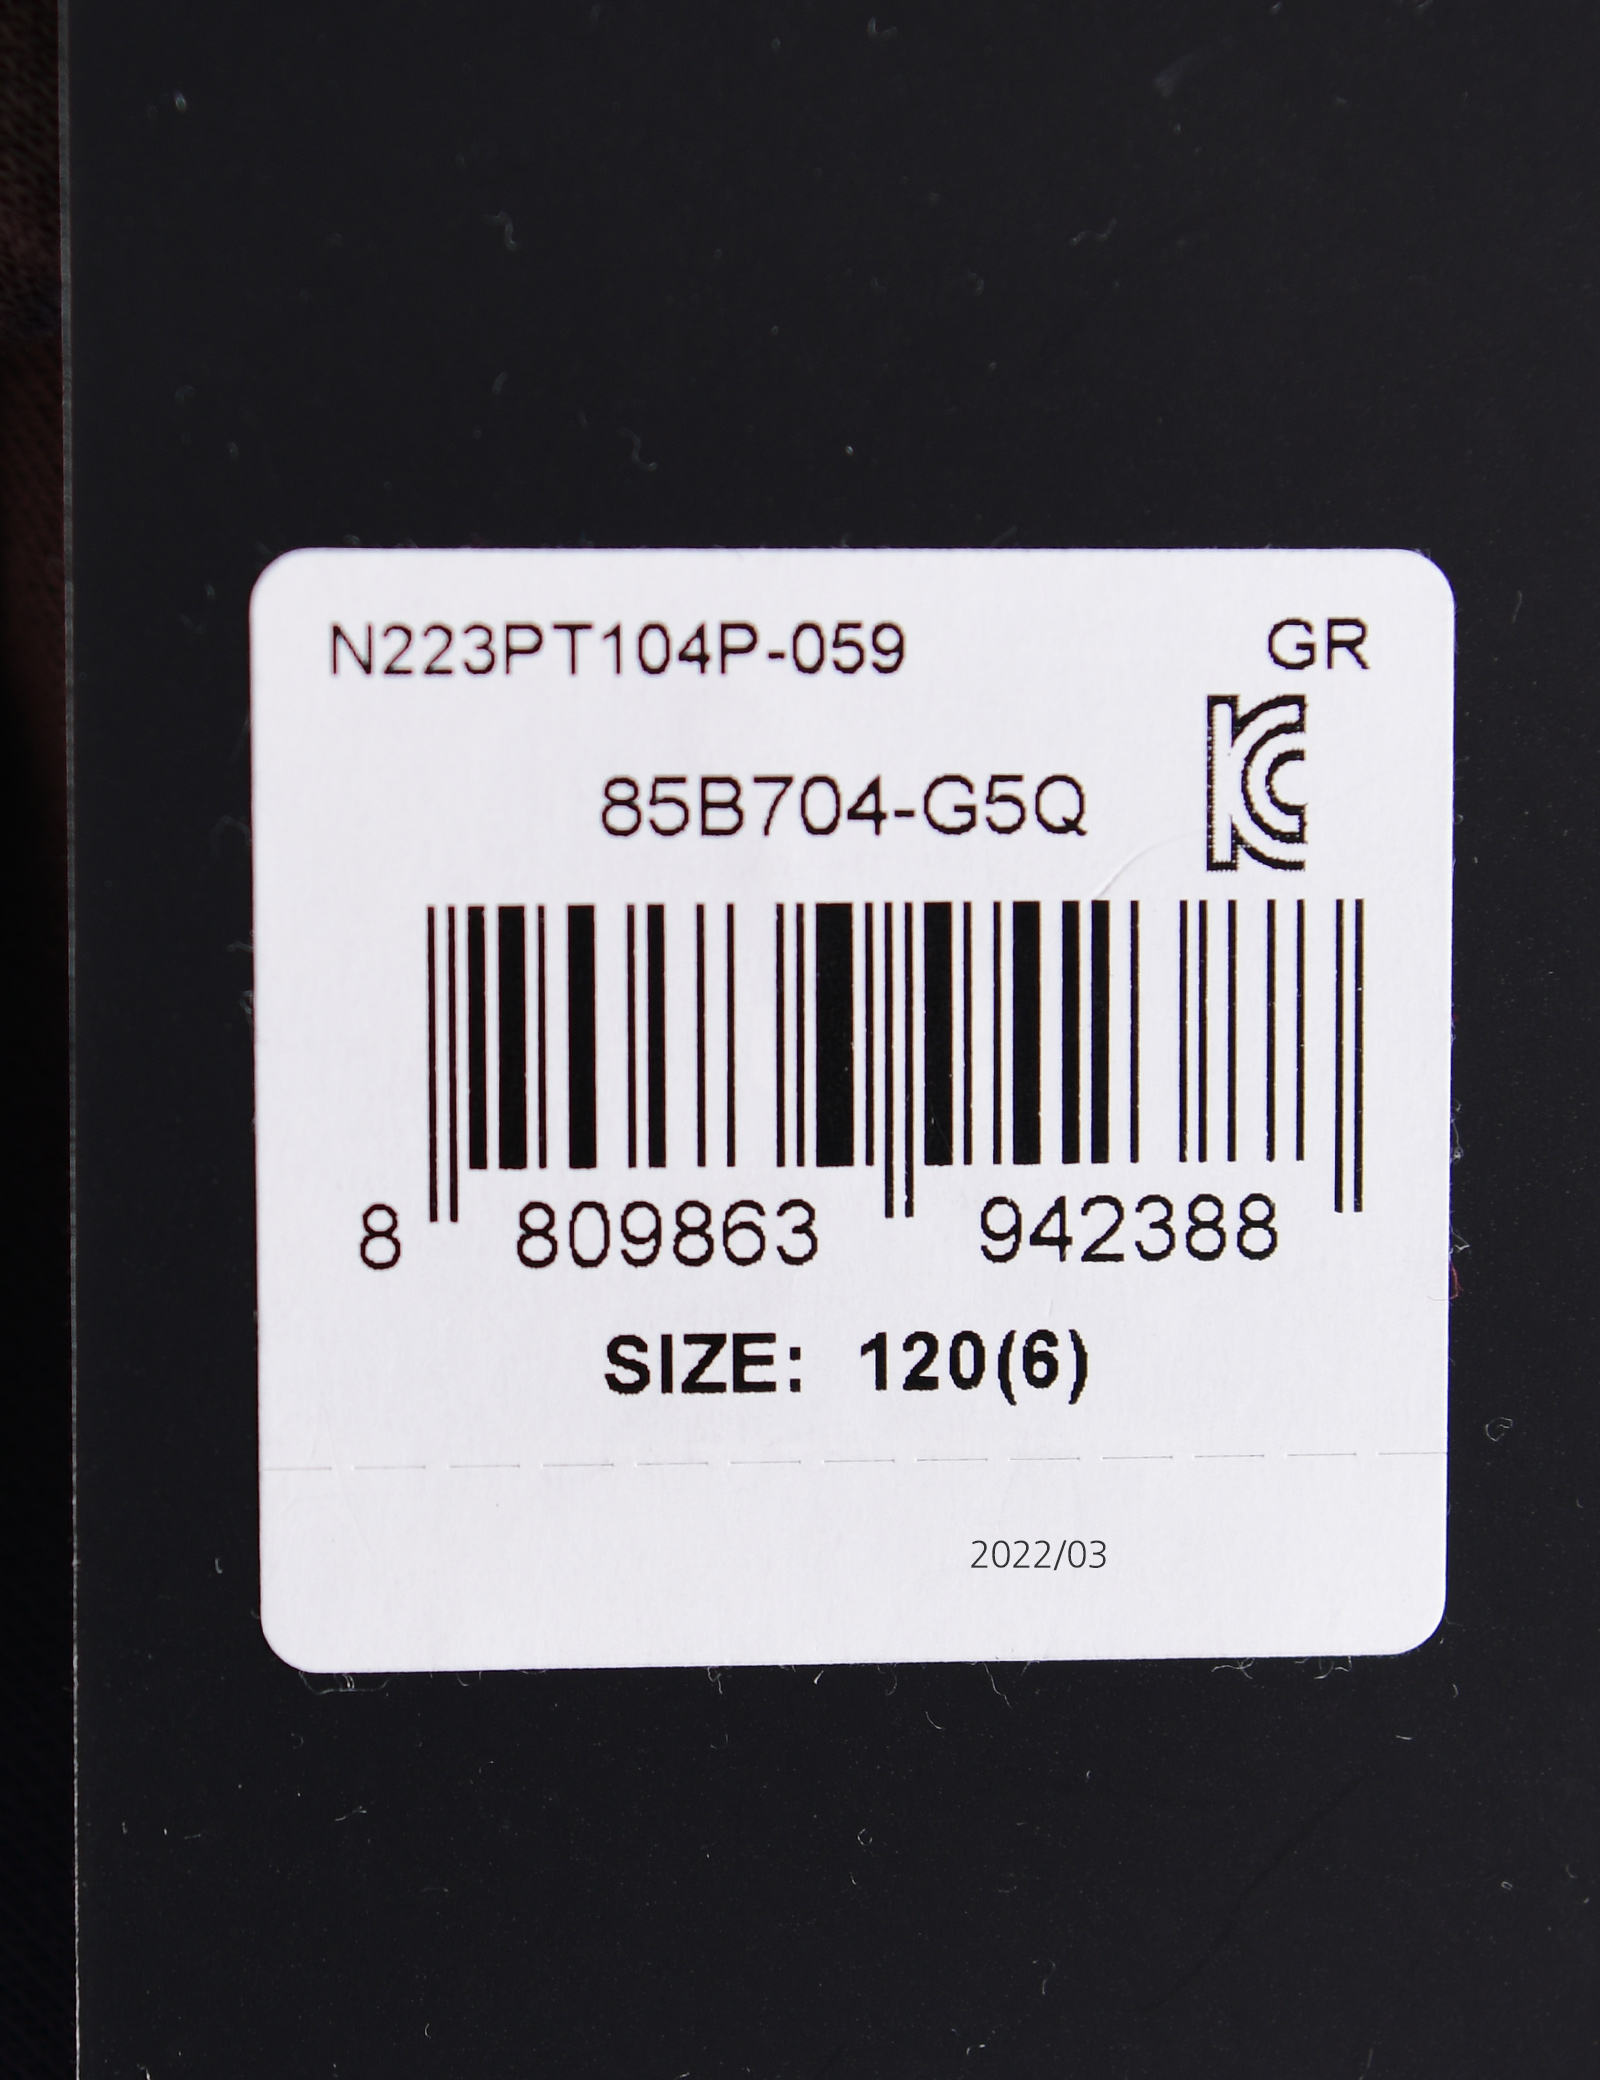 N223PT104P-059 GR
85B704-G5Q
8 809863 942388
SIZE: 120(6)
2022/03